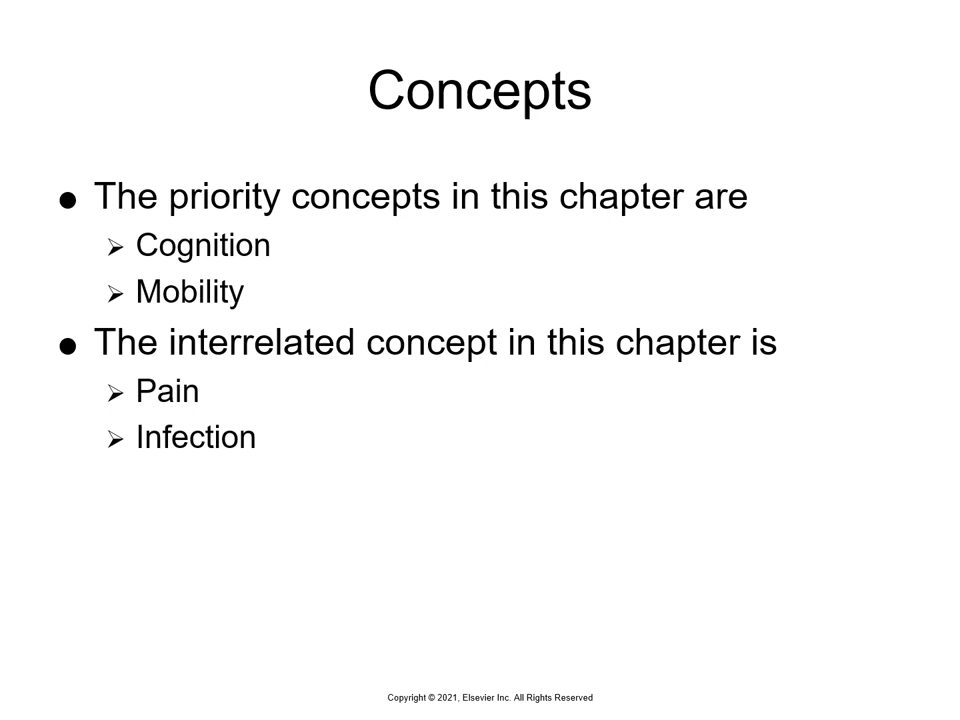 Concepts
● The priority concepts in this chapter are
➢ Cognition
➢ Mobility
● The interrelated concept in this chapter is
➢ Pain
➢ Infection
Copyright © 2021, Elsevier Inc. All Rights Reserved